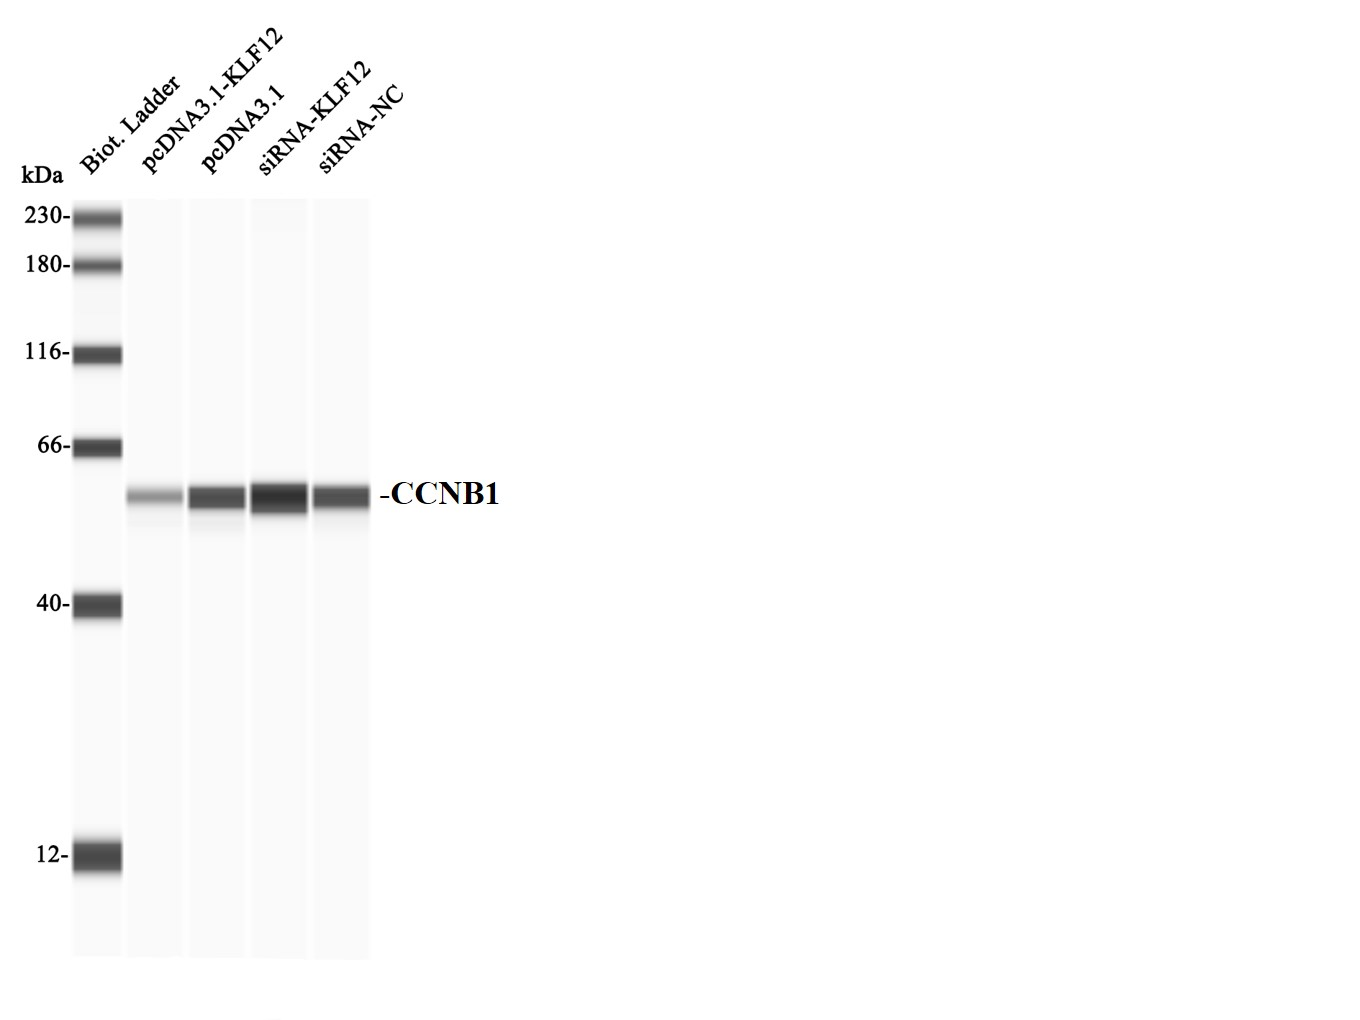 Biot. Ladder
pcDNA3.1-KLF12
pcDNA3.1
siRNA-KLF12
siRNA-NC
kDa
230-
180-
116-
66-
-CCNB1
40-
12-